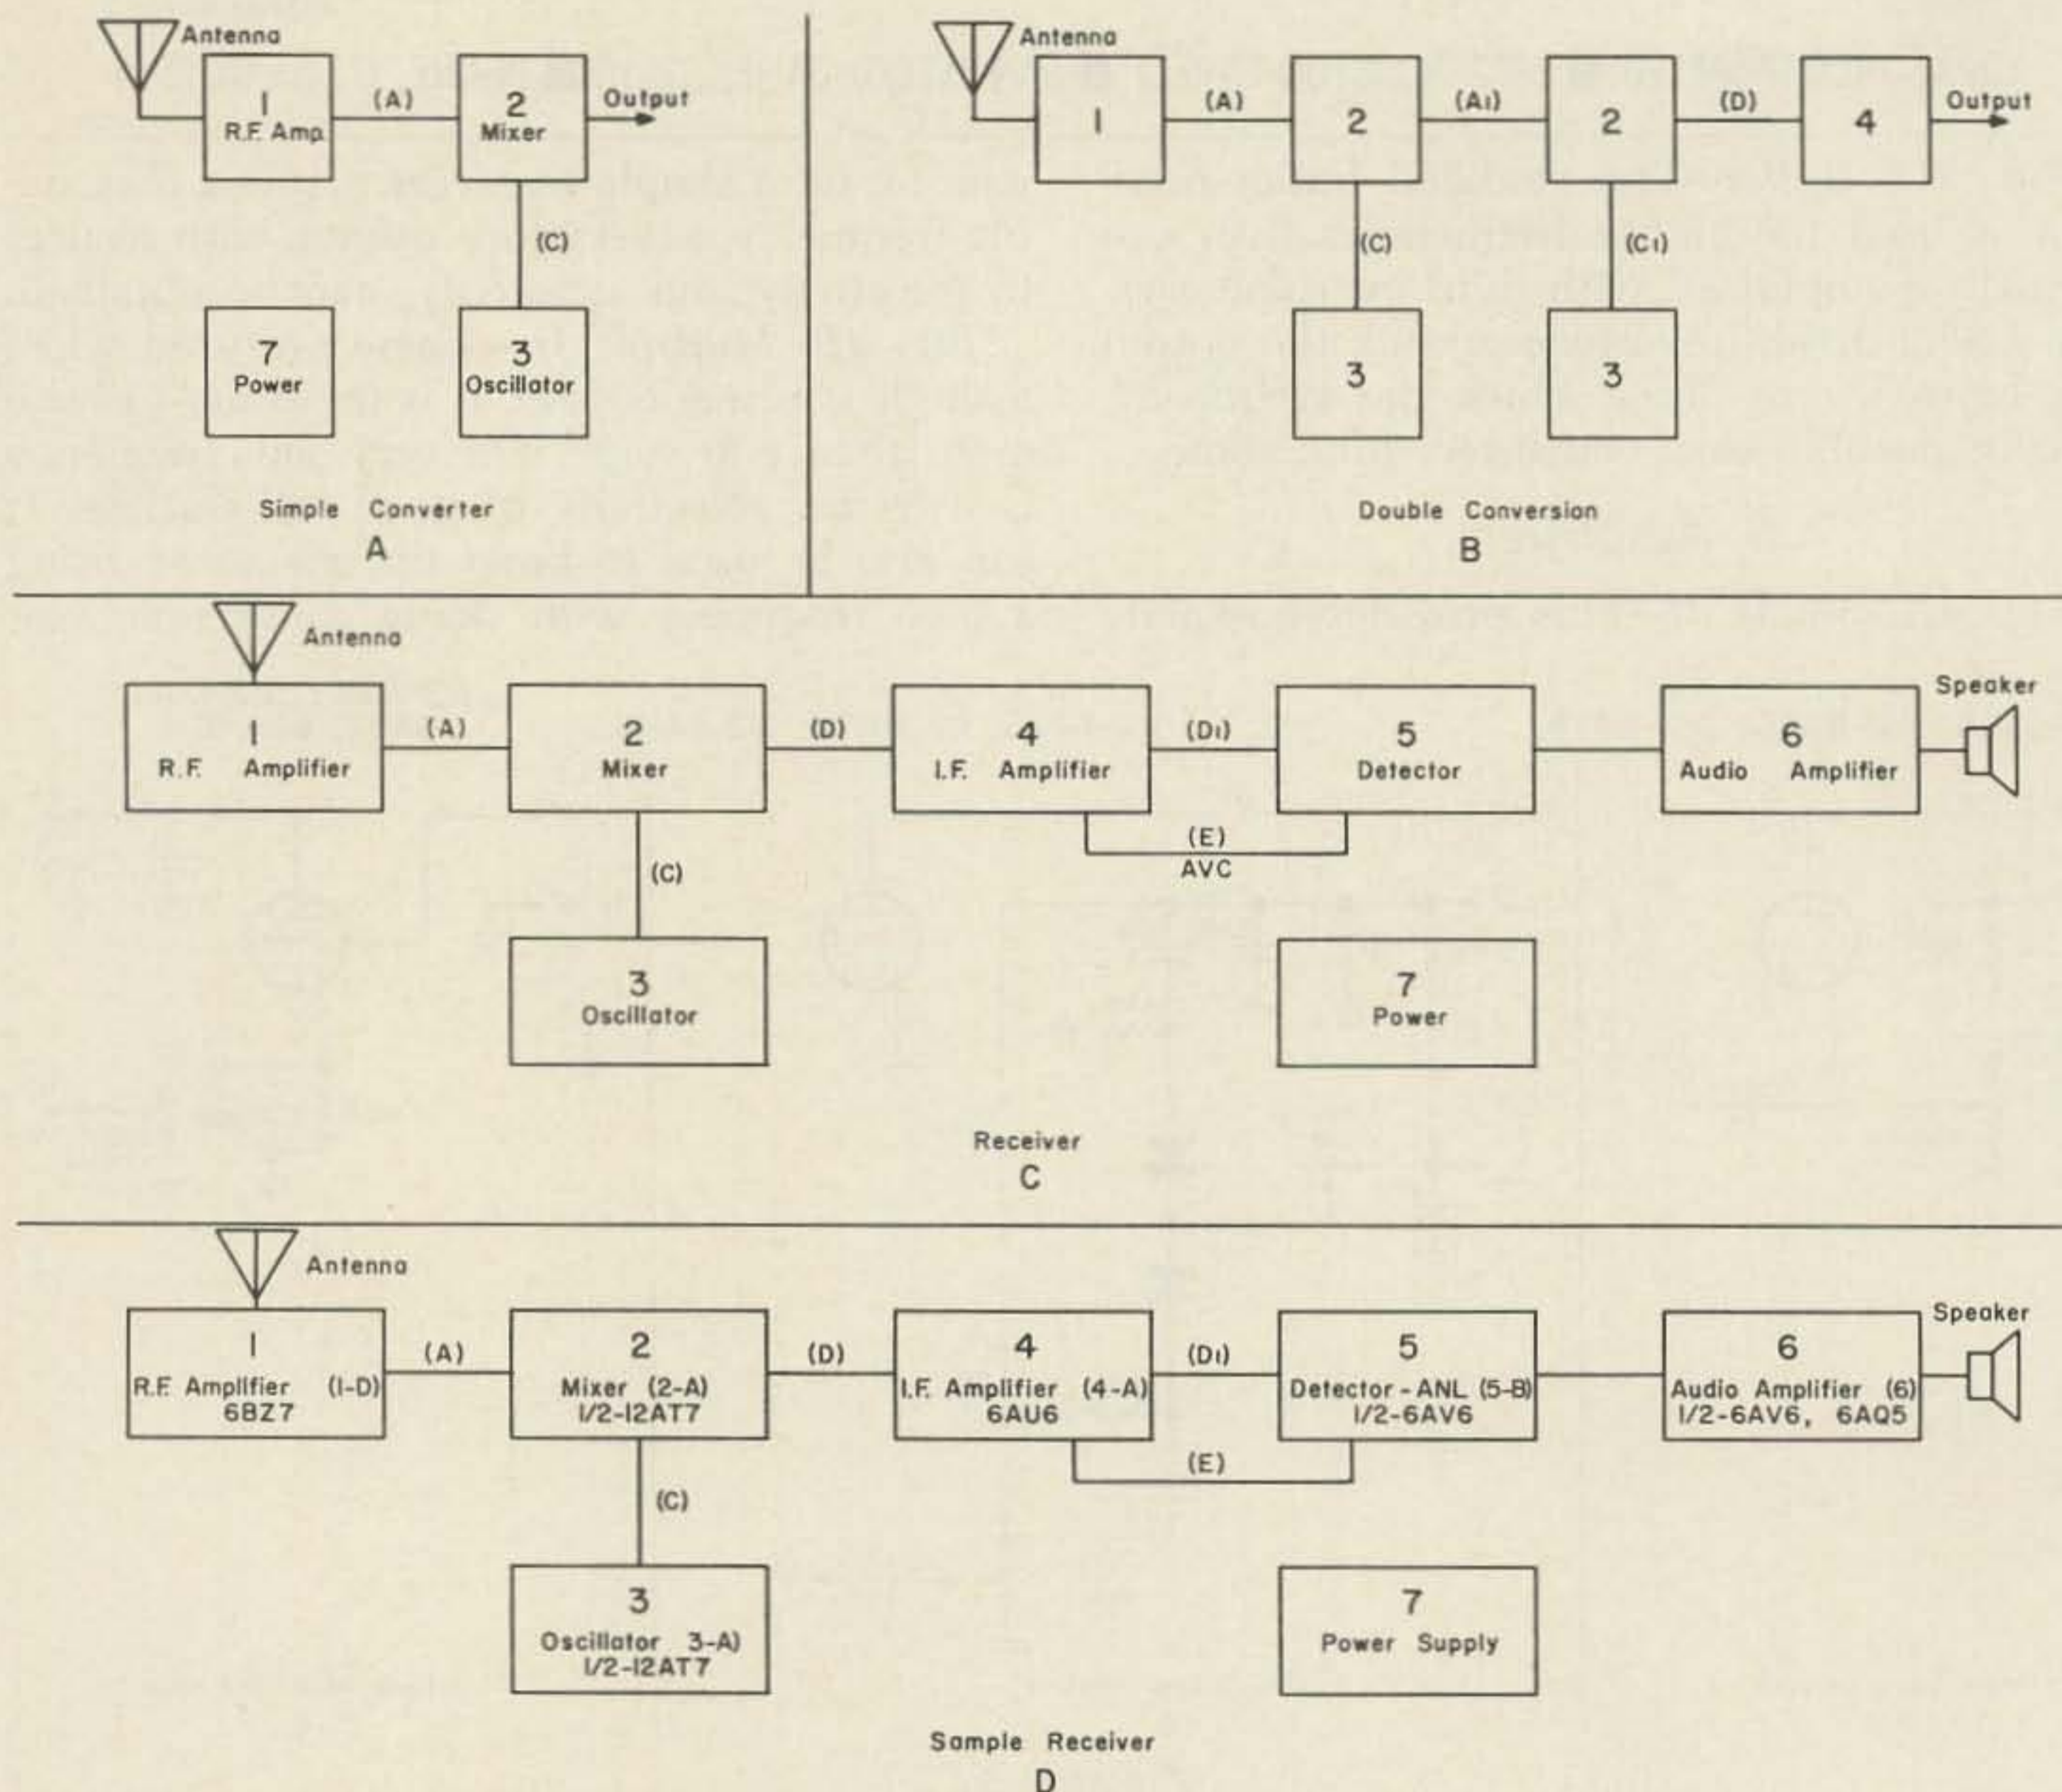 Antenna
1
R.F. Amp.
(A)
2
Mixer
Output
(C)
7
Power
3
Oscillator
Simple Converter
A
Antenna
1
(A)
2
(A1)
2
(D)
4
Output
(C)
(C1)
3
3
Double Conversion
B
Antenna
1
R.F. Amplifier
(A)
2
Mixer
(D)
4
I.F. Amplifier
(D1)
5
Detector
6
Audio Amplifier
Speaker
(E)
AVC
(C)
3
Oscillator
7
Power
Receiver
C
Antenna
1
R.F. Amplifier (1-D)
6BZ7
(A)
2
Mixer (2-A)
1/2-12AT7
(D)
4
I.F. Amplifier (4-A)
6AU6
(D1)
5
Detector-ANL (5-B)
1/2-6AV6
6
Audio Amplifier (6)
1/2-6AV6, 6AQ5
Speaker
(E)
(C)
3
Oscillator 3-A)
1/2-12AT7
7
Power Supply
Sample Receiver
D